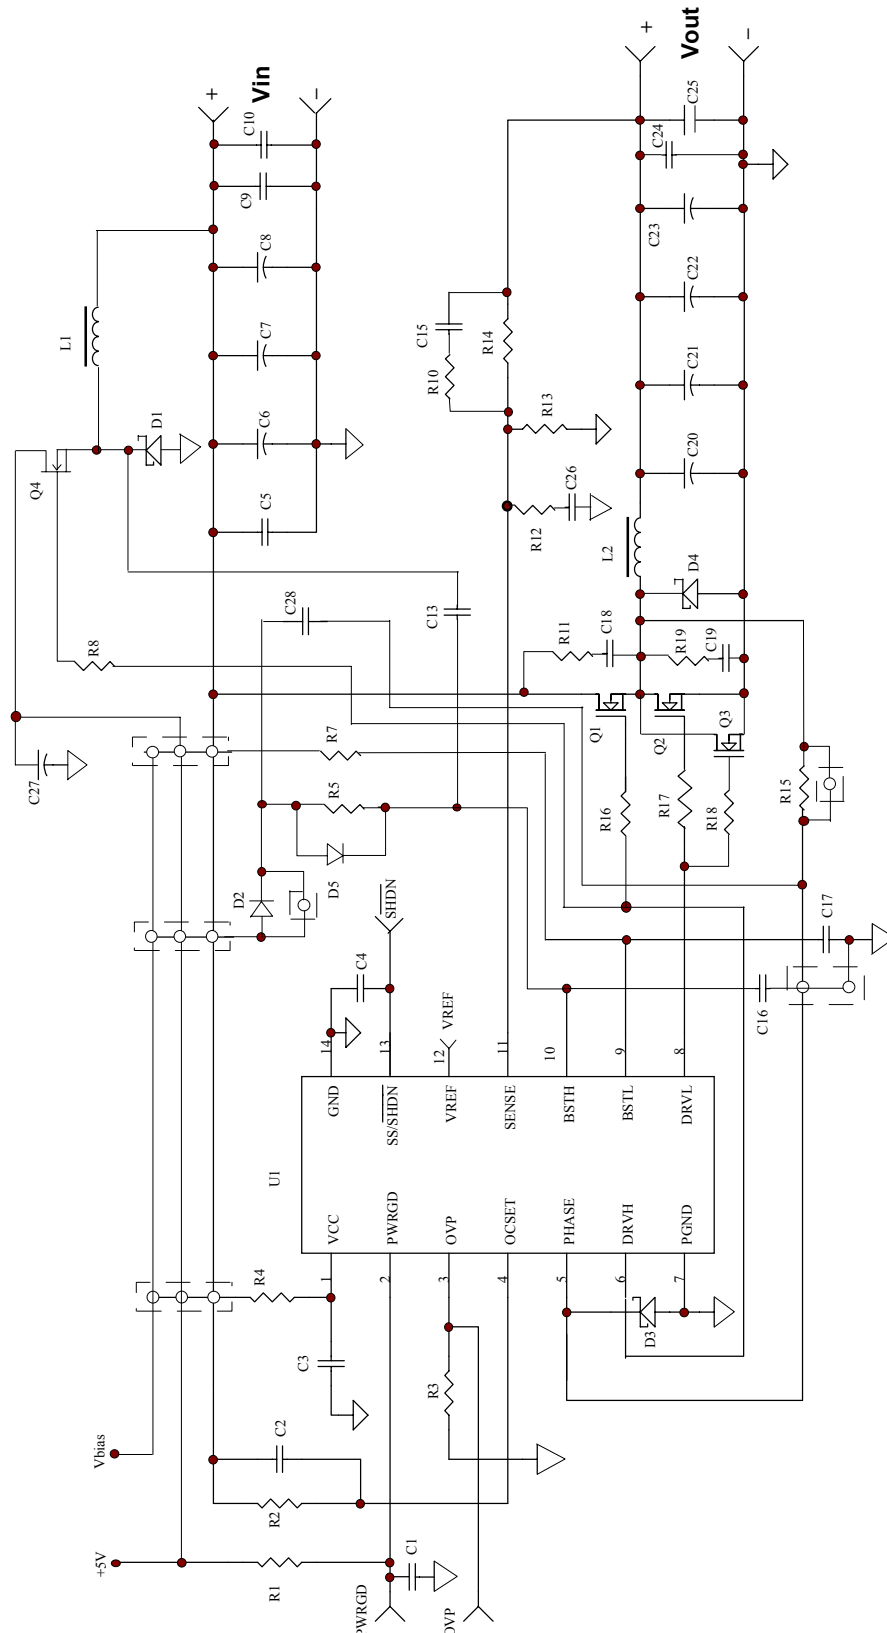 +
Vin
−
C10
C9
C8
C7
C6
C5
L1
D1
Q4
R8
C27
+
Vout
−
C25
C24
C23
C22
C21
C20
C15
R10
R14
R13
R12
C26
L2
D4
R11
C18
R19
C19
Q1
Q2
Q3
C28
C13
R7
R5
D5
D2
R16
R17
R18
R15
C17
C16
SHDN
C4
VREF
14
13
12
11
10
9
8
GND
SS/SHDN
VREF
SENSE
BSTH
BSTL
DRVL
U1
VCC
PWRGD
OVP
OCSET
PHASE
DRVH
PGND
1
2
3
4
5
6
7
R4
C3
R3
D3
Vbias
C2
R2
+5V
R1
C1
PWRGD
OVP